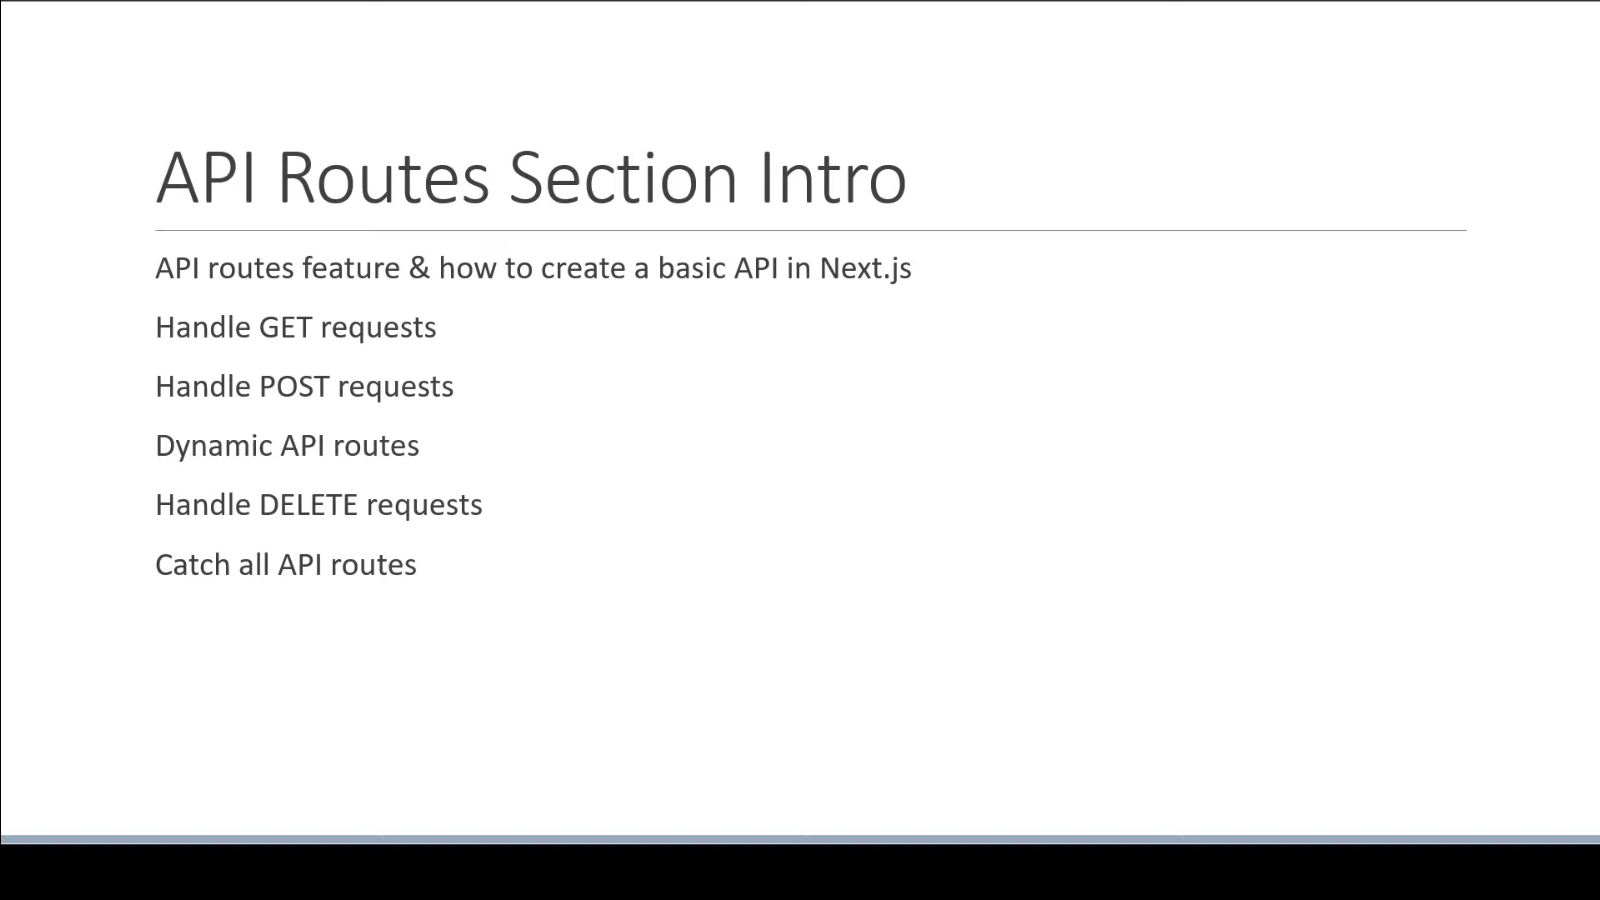 API Routes Section Intro
API routes feature & how to create a basic API in Next.js
Handle GET requests
Handle POST requests
Dynamic API routes
Handle DELETE requests
Catch all API routes